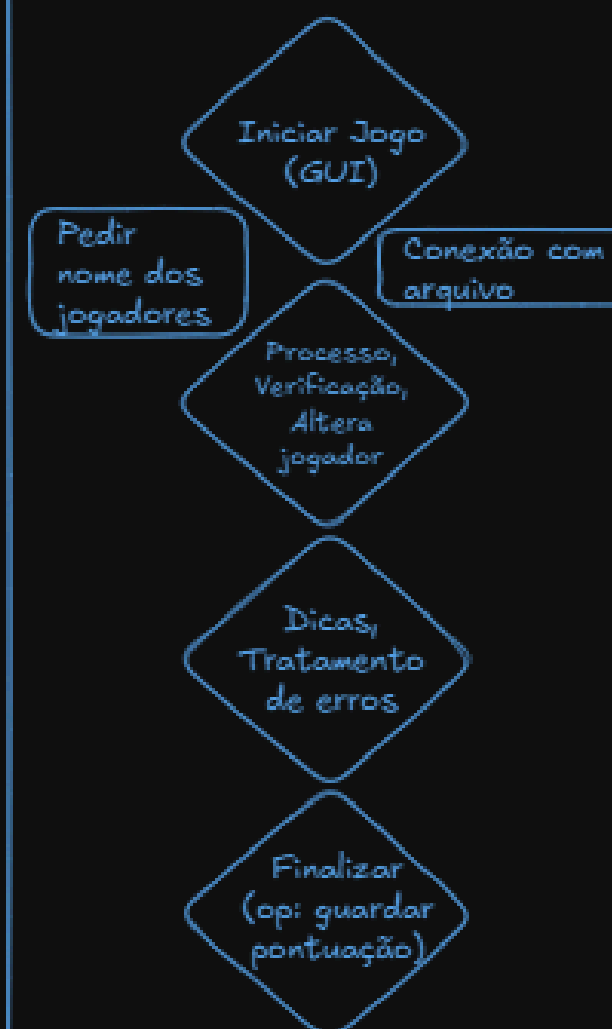 Iniciar Jogo
(GUI)
Pedir
nome dos
jogadores
Conexão com
arquivo
Processo,
Verificação,
Altera
jogador
Dicas,
Tratamento
de erros
Finalizar
(op: guardar
pontuação)